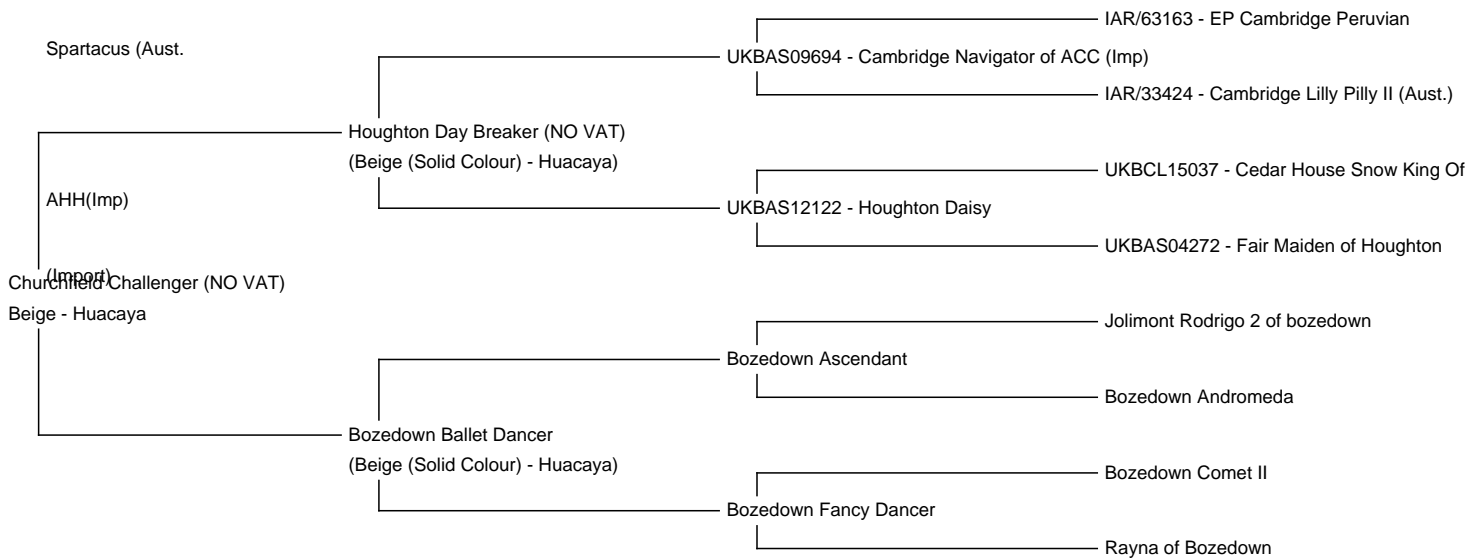 IAR/63163 - EP Cambridge Peruvian
Spartacus (Aust.
UKBAS09694 - Cambridge Navigator of ACC (Imp)
IAR/33424 - Cambridge Lilly Pilly II (Aust.)
Houghton Day Breaker (NO VAT)
(Beige (Solid Colour) - Huacaya)
UKBCL15037 - Cedar House Snow King Of
AHH(Imp)
UKBAS12122 - Houghton Daisy
UKBAS04272 - Fair Maiden of Houghton
(Import)
Churchfield Challenger (NO VAT)
Beige - Huacaya
Jolimont Rodrigo 2 of bozedown
Bozedown Ascendant
Bozedown Andromeda
Bozedown Ballet Dancer
(Beige (Solid Colour) - Huacaya)
Bozedown Comet II
Bozedown Fancy Dancer
Rayna of Bozedown